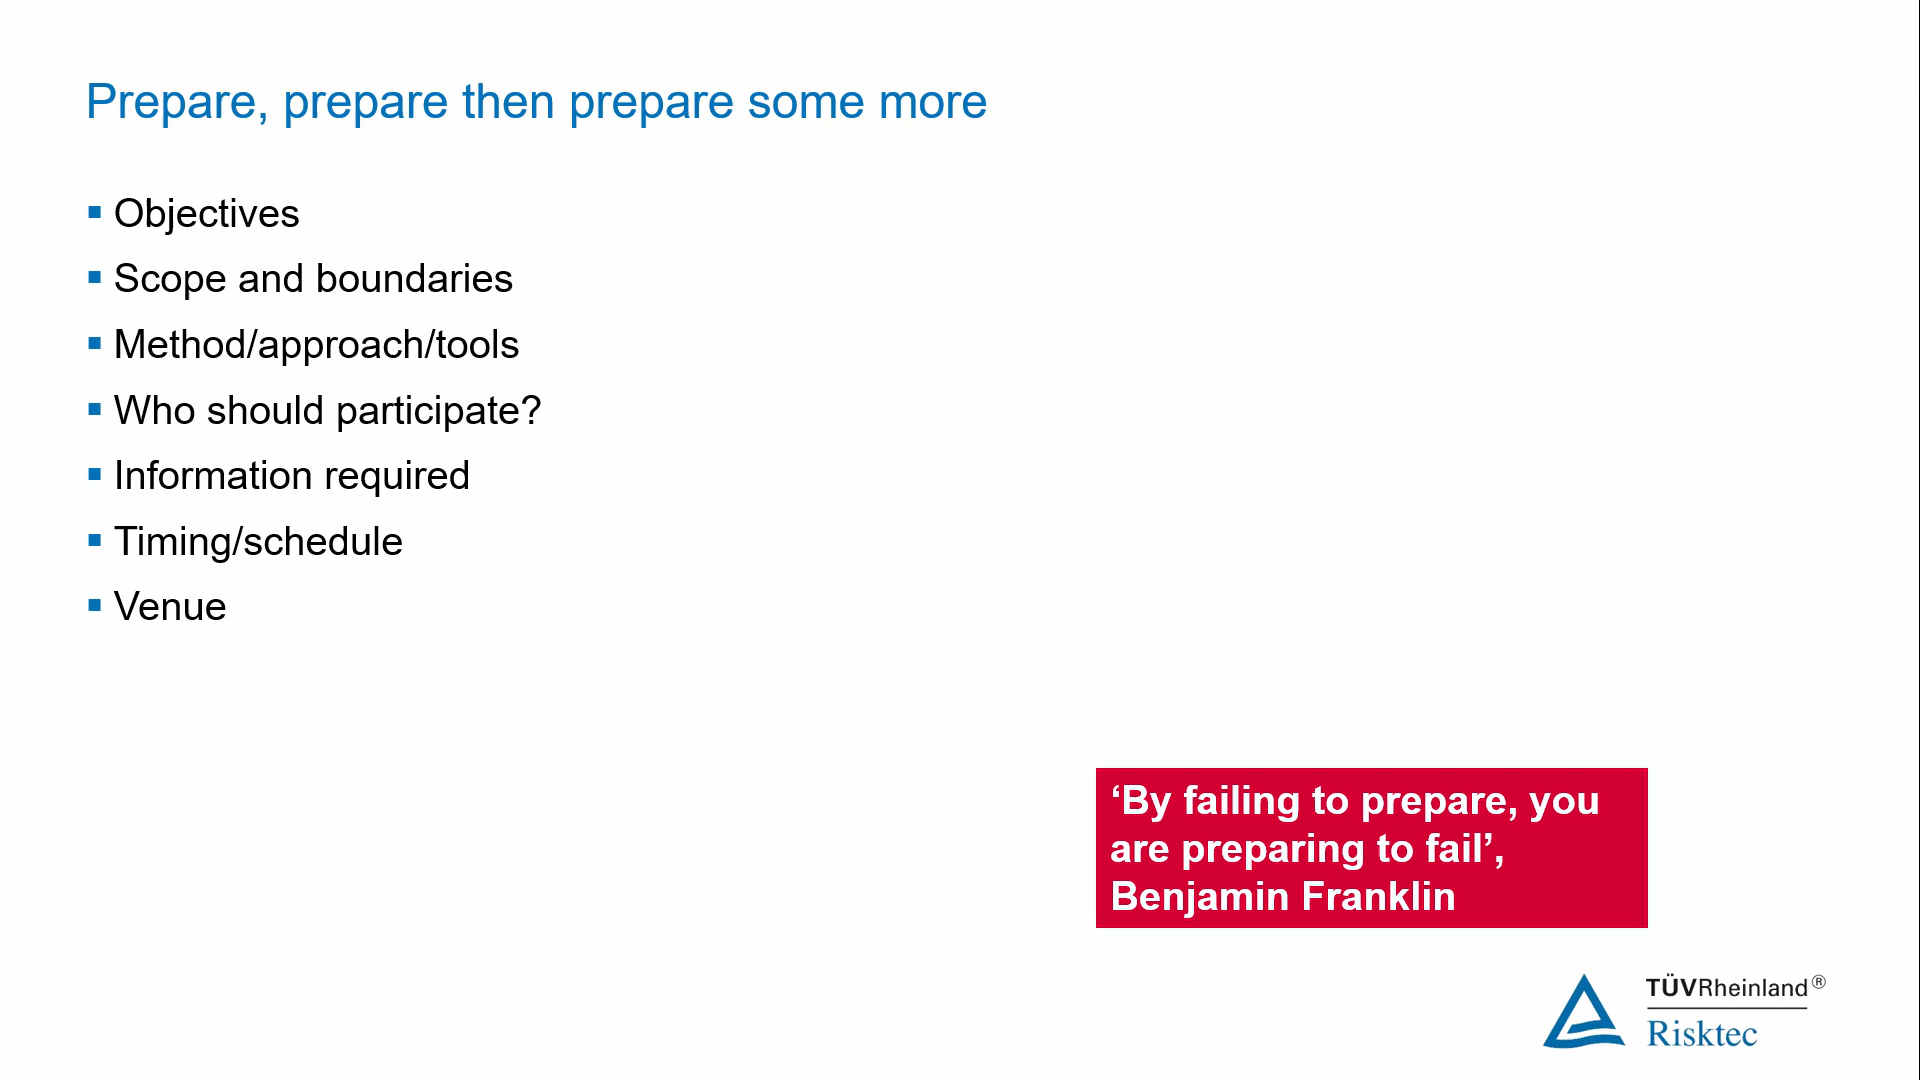 Prepare, prepare then prepare some more
Objectives
Scope and boundaries
Method/approach/tools
Who should participate?
Information required
Timing/schedule
Venue
‘By failing to prepare, you
are preparing to fail’,
Benjamin Franklin
TÜVRheinland®
Risktec